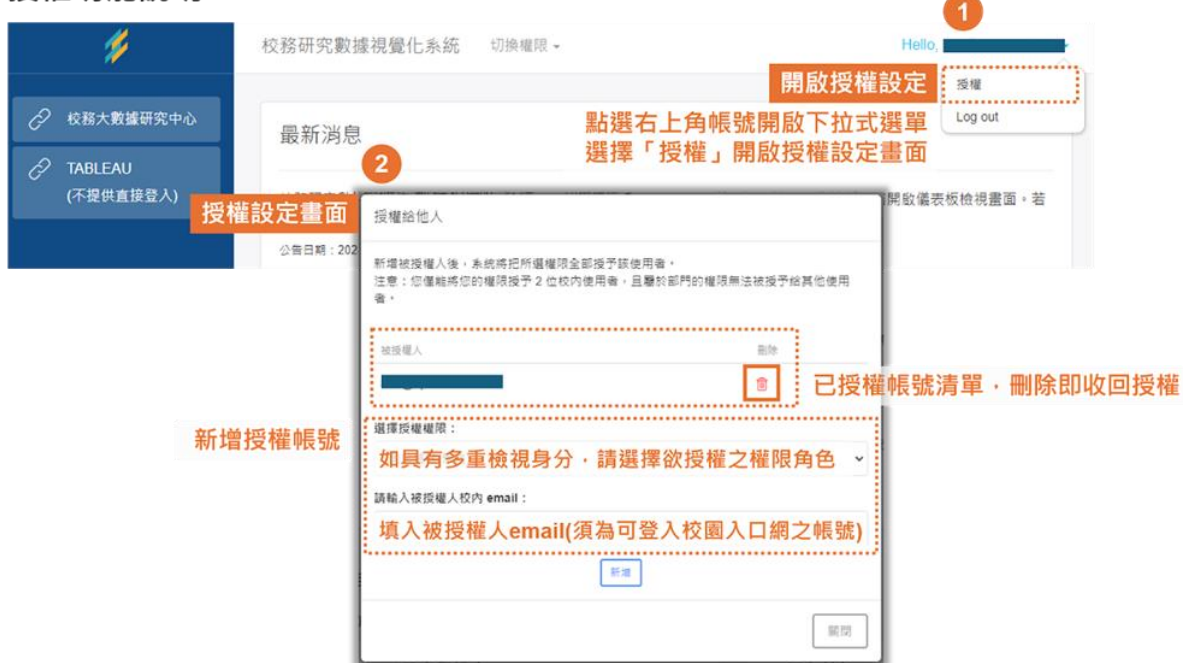 1
校務研究數據視覺化系統 切換權限
Hello,
開啟授權設定
授權
Log out
點選右上角帳號開啟下拉式選單
選擇「授權」開啟授權設定畫面
校務大數據研究中心
TABLEAU
(不提供直接登入)
最新消息
2
開啟儀表板檢視畫面。若
公告日期：202
授權設定畫面
授權給他人
新增被授權人後，系統將把所選權限全部授予該使用者。
注意：您僅能將您的權限授予 2 位校內使用者，且屬於部門的權限無法被授予給其他使用
者。
被授權人 刪除
已授權帳號清單，刪除即收回授權
新增授權帳號
選擇授權權限：
如具有多重檢視身分，請選擇欲授權之權限角色
請輸入被授權人校內 email：
填入被授權人email(須為可登入校園入口網之帳號)
新增
關閉